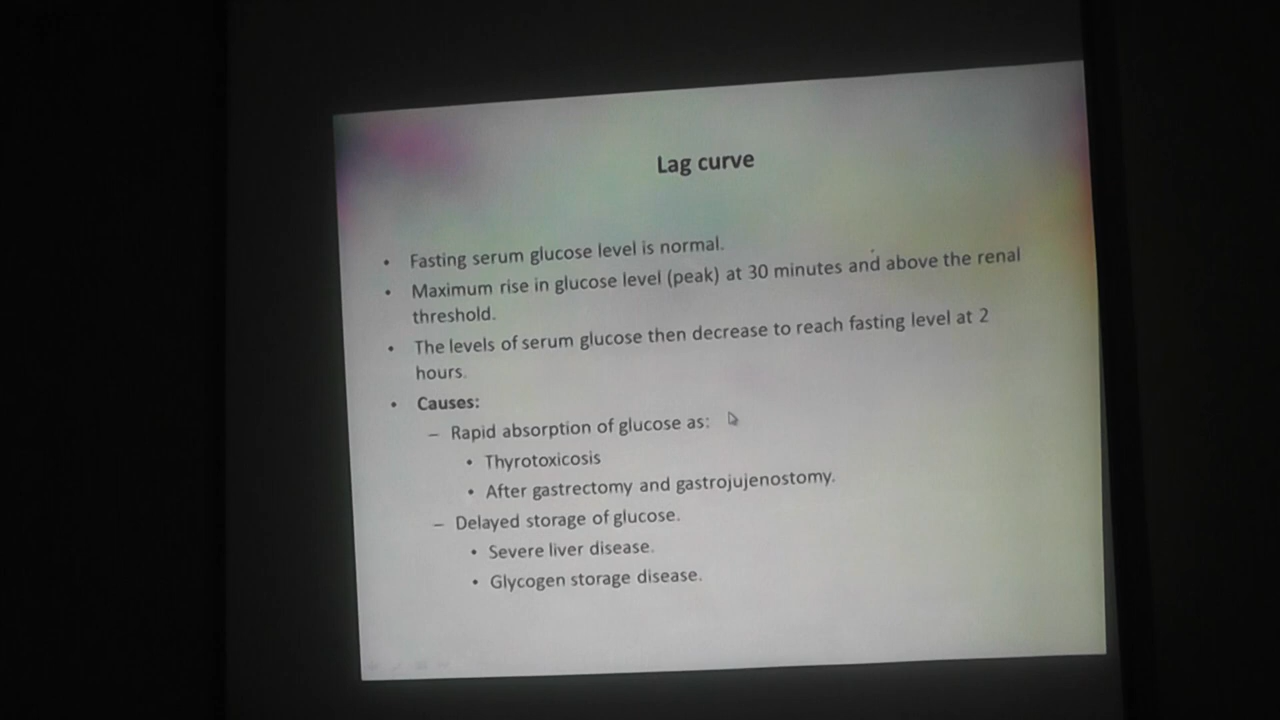 Lag curve
• Fasting serum glucose level is normal.
• Maximum rise in glucose level (peak) at 30 minutes and above the renal
threshold.
• The levels of serum glucose then decrease to reach fasting level at 2
hours.
• Causes:
– Rapid absorption of glucose as:
• Thyrotoxicosis
• After gastrectomy and gastrojujenostomy.
– Delayed storage of glucose.
• Severe liver disease.
• Glycogen storage disease.